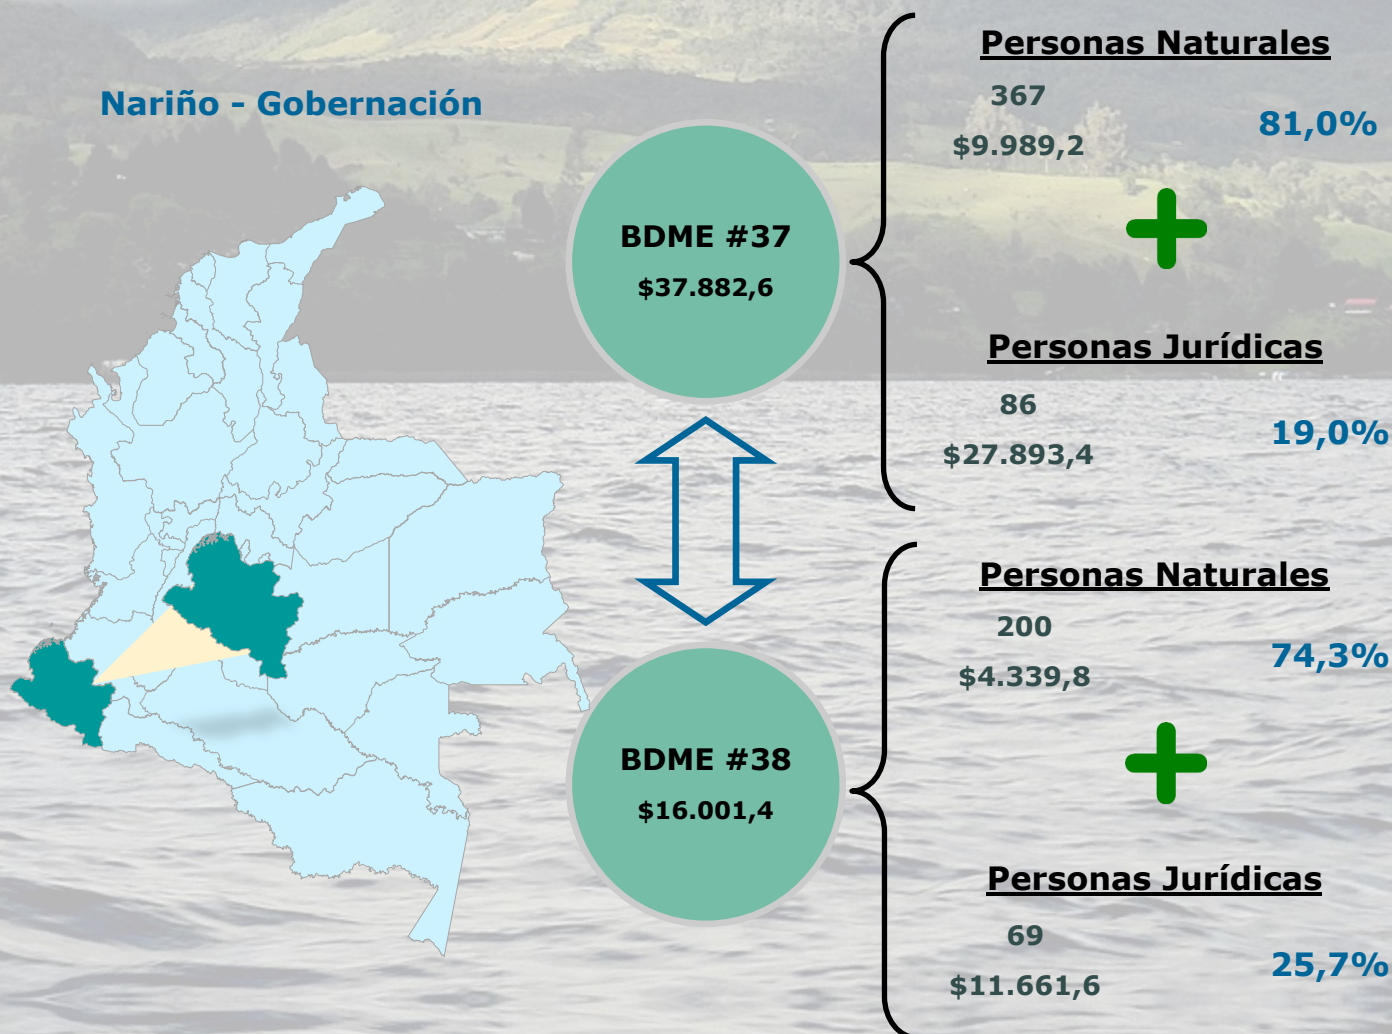 Nariño - Gobernación
BDME #37
$37.882,6
Personas Naturales
367
$9.989,2
81,0%
Personas Jurídicas
86
$27.893,4
19,0%
BDME #38
$16.001,4
Personas Naturales
200
$4.339,8
74,3%
Personas Jurídicas
69
$11.661,6
25,7%